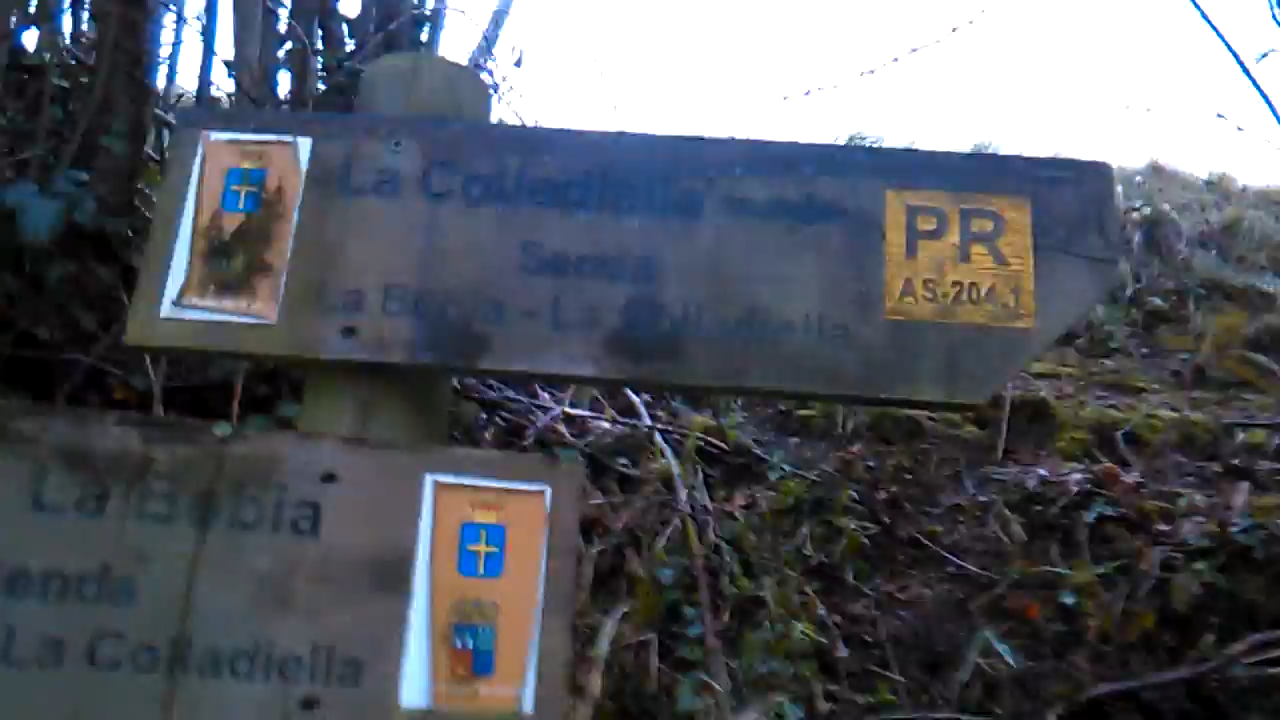 La Colladiella
Senda
La Bobia - La Colladiella
PR
AS-204.1
La Bobia
enda
La Colladiella